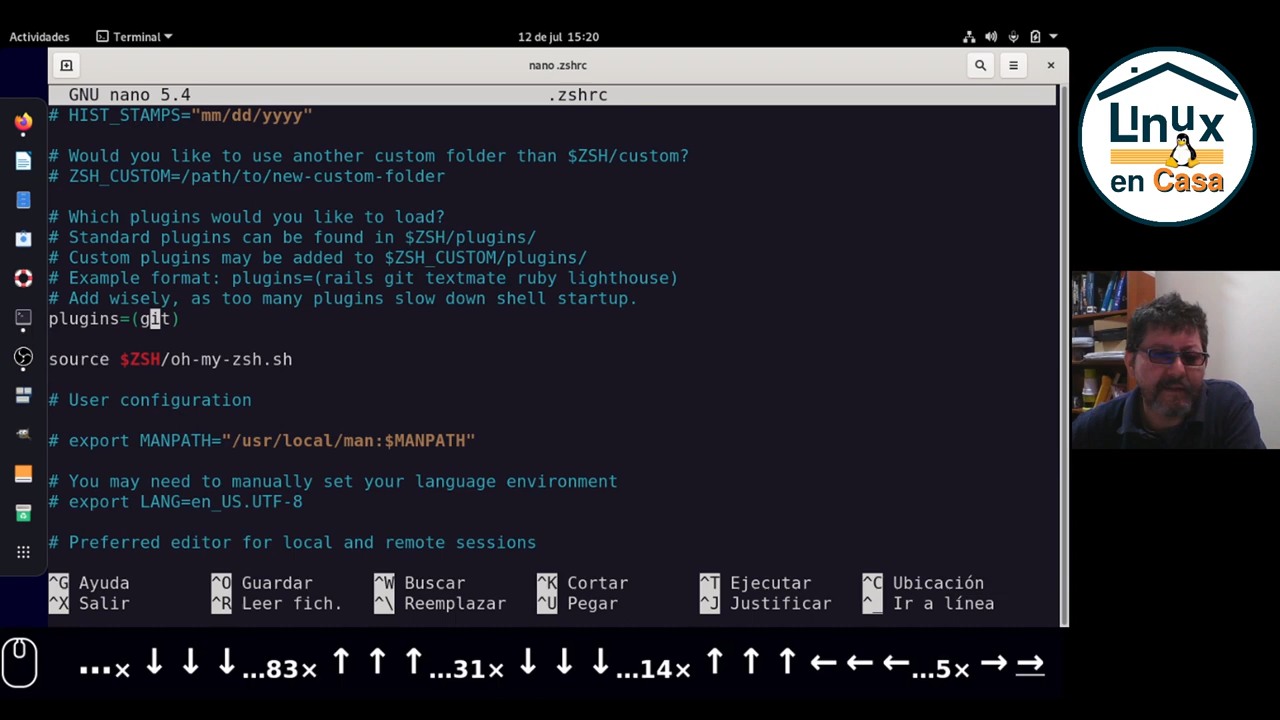 Actividades
Terminal
12 de jul 15:20
nano .zshrc
GNU nano 5.4
.zshrc
# HIST_STAMPS="mm/dd/yyyy"
# Would you like to use another custom folder than $ZSH/custom?
# ZSH_CUSTOM=/path/to/new-custom-folder
# Which plugins would you like to load?
# Standard plugins can be found in $ZSH/plugins/
# Custom plugins may be added to $ZSH_CUSTOM/plugins/
# Example format: plugins=(rails git textmate ruby lighthouse)
# Add wisely, as too many plugins slow down shell startup.
plugins=(git)
source $ZSH/oh-my-zsh.sh
# User configuration
# export MANPATH="/usr/local/man:$MANPATH"
# You may need to manually set your language environment
# export LANG=en_US.UTF-8
# Preferred editor for local and remote sessions
^G Ayuda ^O Guardar ^W Buscar ^K Cortar ^T Ejecutar ^C Ubicación
^X Salir ^R Leer fich. ^\ Reemplazar ^U Pegar ^J Justificar ^_ Ir a línea
...× ↓ ↓ ↓ ...83× ↑ ↑ ↑ ...31× ↓ ↓ ↓ ...14× ↑ ↑ ↑ ← ← ← ...5× → →
Linux
en Casa